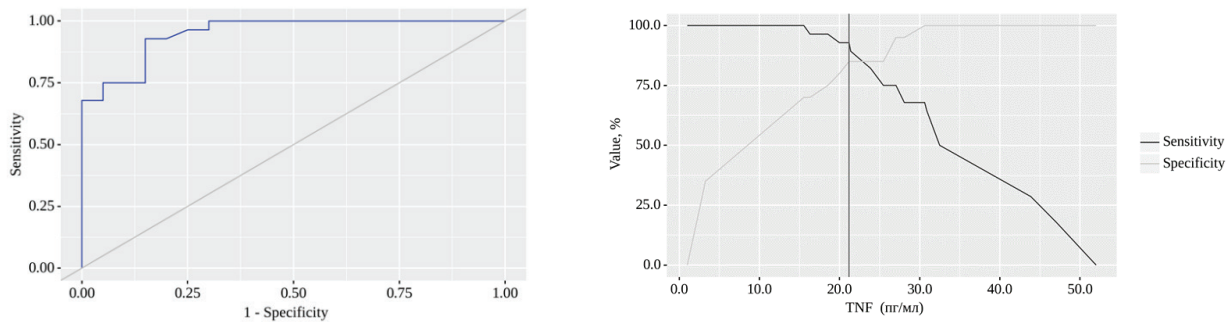 1.00
0.75
0.50
0.25
0.00
Sensitivity
0.00 0.25 0.50 0.75 1.00
1 - Specificity
100.0
75.0
50.0
25.0
0.0
Value, %
0.0 10.0 20.0 30.0 40.0 50.0
TNF (пг/мл)
Sensitivity
Specificity